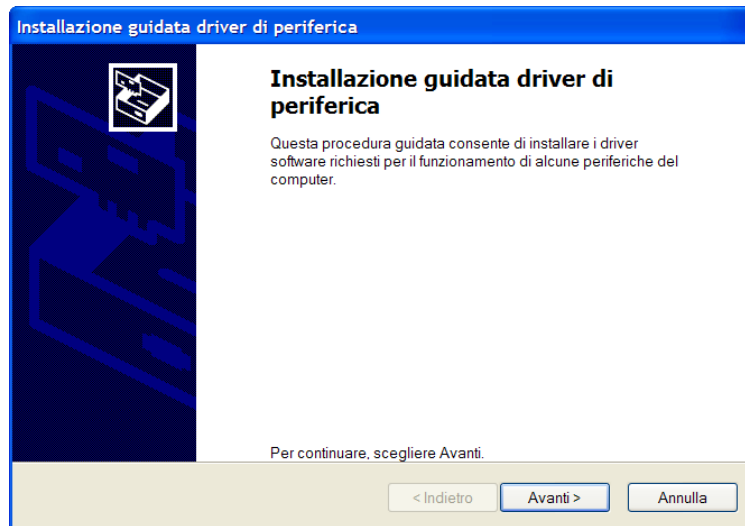 Installazione guidata driver di periferica
Installazione guidata driver di
periferica
Questa procedura guidata consente di installare i driver
software richiesti per il funzionamento di alcune periferiche del
computer.
Per continuare, scegliere Avanti.
< Indietro
Avanti >
Annulla